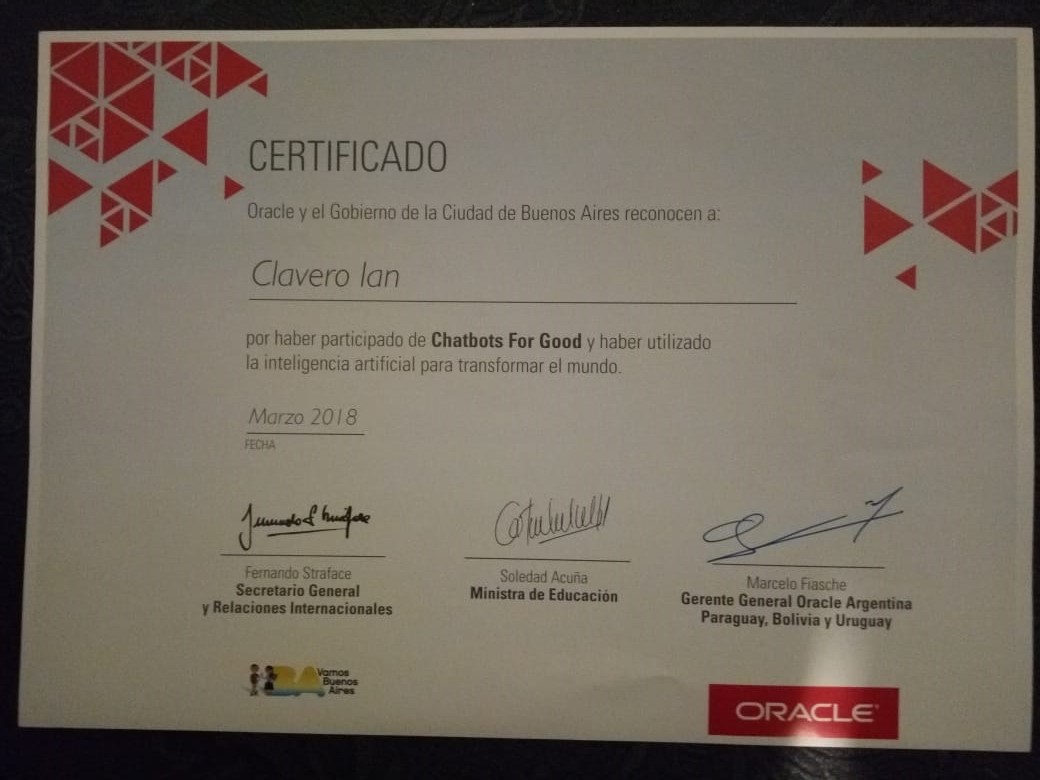 CERTIFICADO
Oracle y el Gobierno de la Ciudad de Buenos Aires reconocen a:
Clavero Ian
por haber participado de Chatbots For Good y haber utilizado
la inteligencia artificial para transformar el mundo.
Marzo 2018
FECHA
Fernando Straface
Secretario General
y Relaciones Internacionales
Soledad Acuña
Ministra de Educación
Marcelo Fiasche
Gerente General Oracle Argentina
Paraguay, Bolivia y Uruguay
BA
Vamos
Buenos
Aires
ORACLE